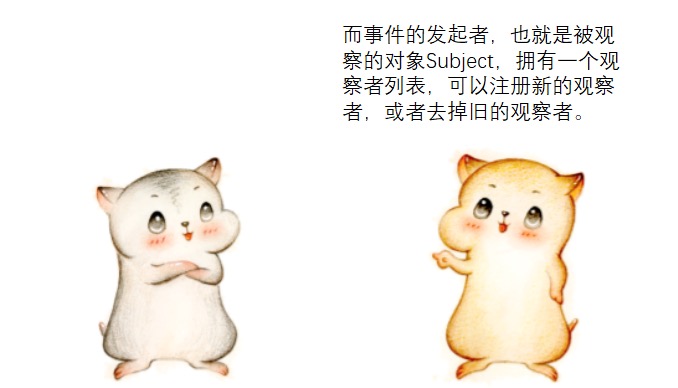 而事件的发起者，也就是被观
察的对象Subject，拥有一个观
察者列表，可以注册新的观察
者，或者去掉旧的观察者。